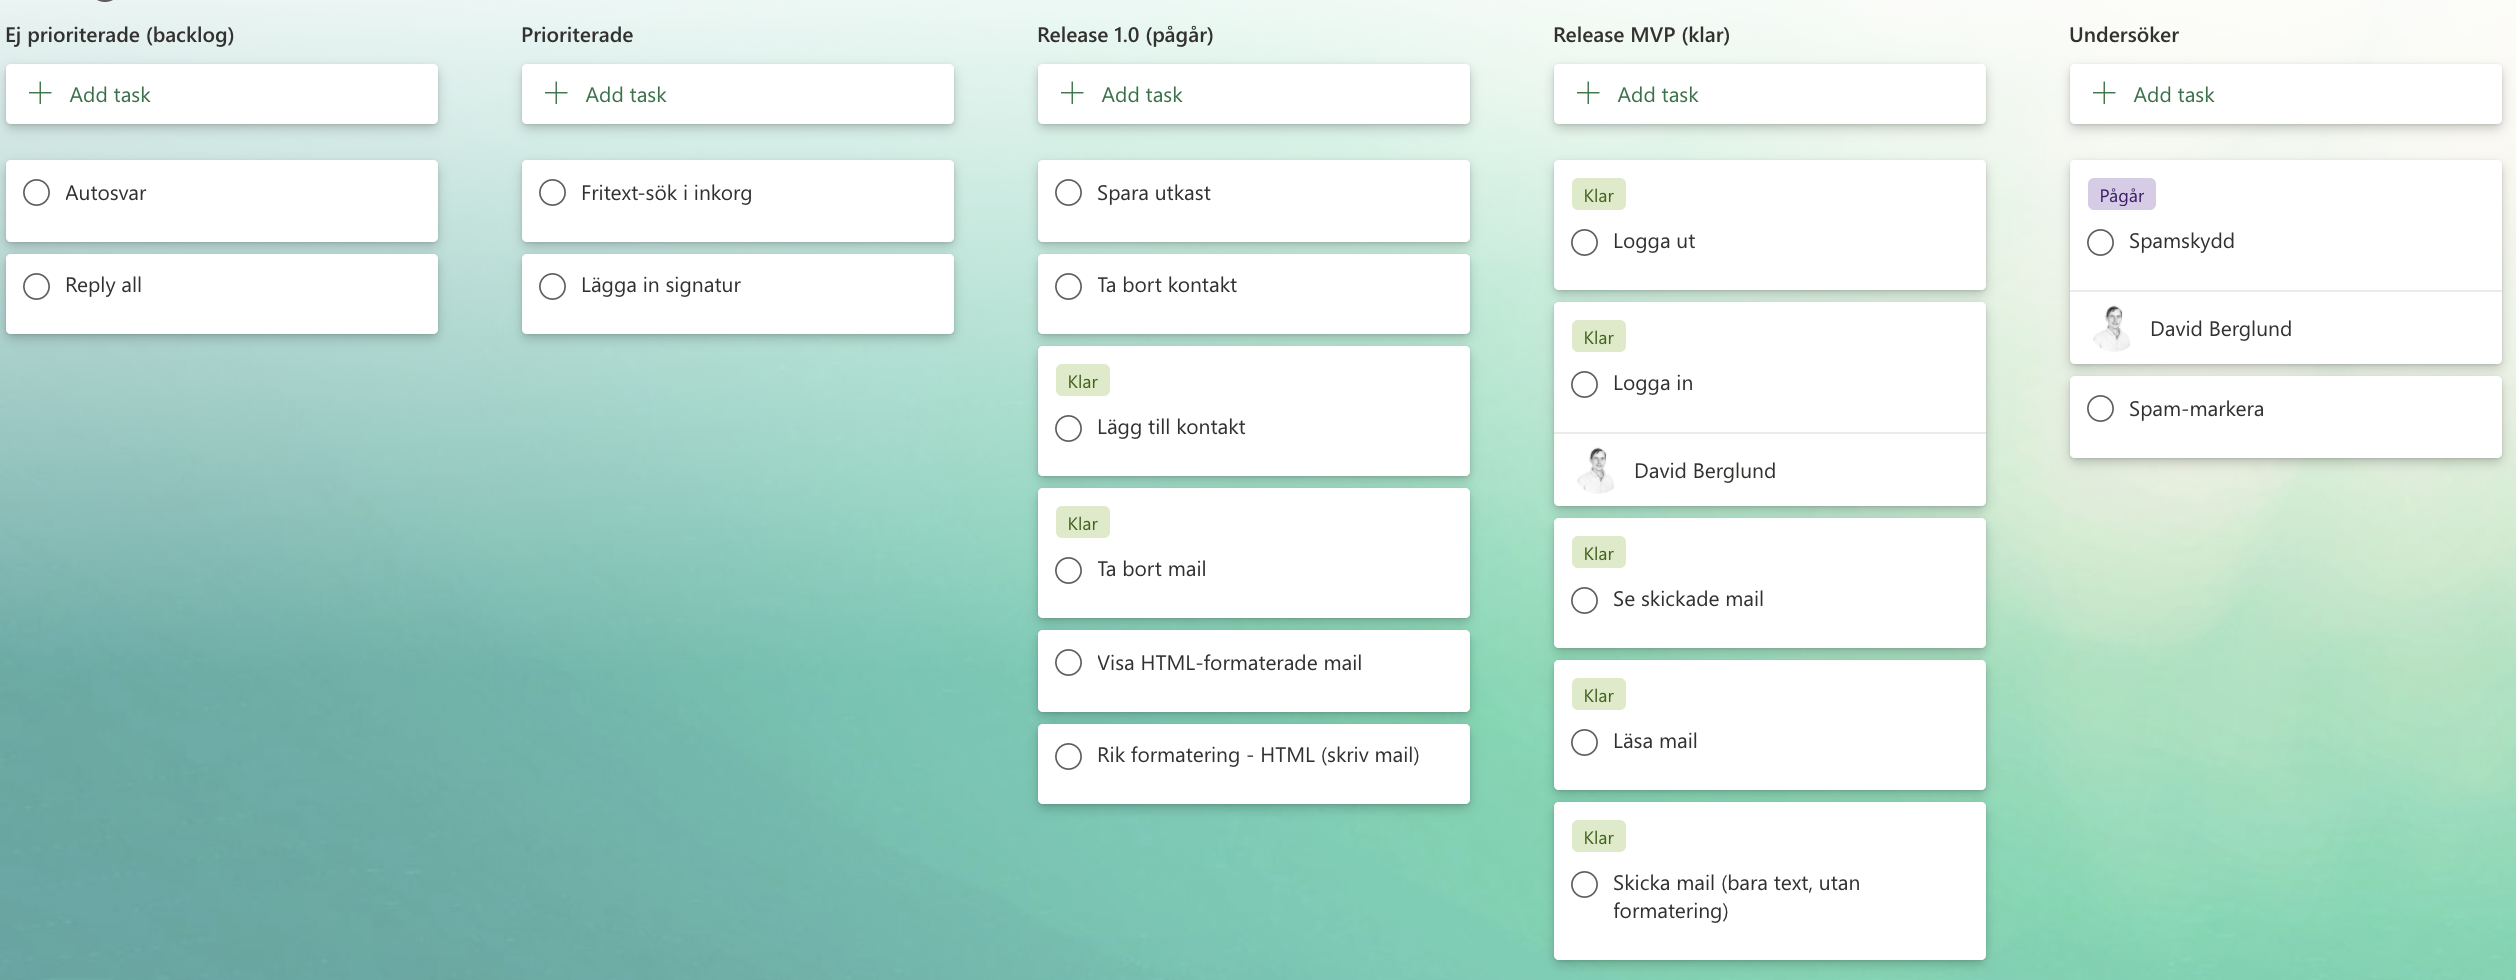 Ej prioriterade (backlog)
Add task
Autosvar
Reply all
Prioriterade
Add task
Fritext-sök i inkorg
Lägga in signatur
Release 1.0 (pågår)
Add task
Spara utkast
Ta bort kontakt
Klar
Lägg till kontakt
Klar
Ta bort mail
Visa HTML-formaterade mail
Rik formatering - HTML (skriv mail)
Release MVP (klar)
Add task
Klar
Logga ut
Klar
Logga in
David Berglund
Klar
Se skickade mail
Klar
Läsa mail
Klar
Skicka mail (bara text, utan
formatering)
Undersöker
Add task
Pågår
Spamskydd
David Berglund
Spam-markera